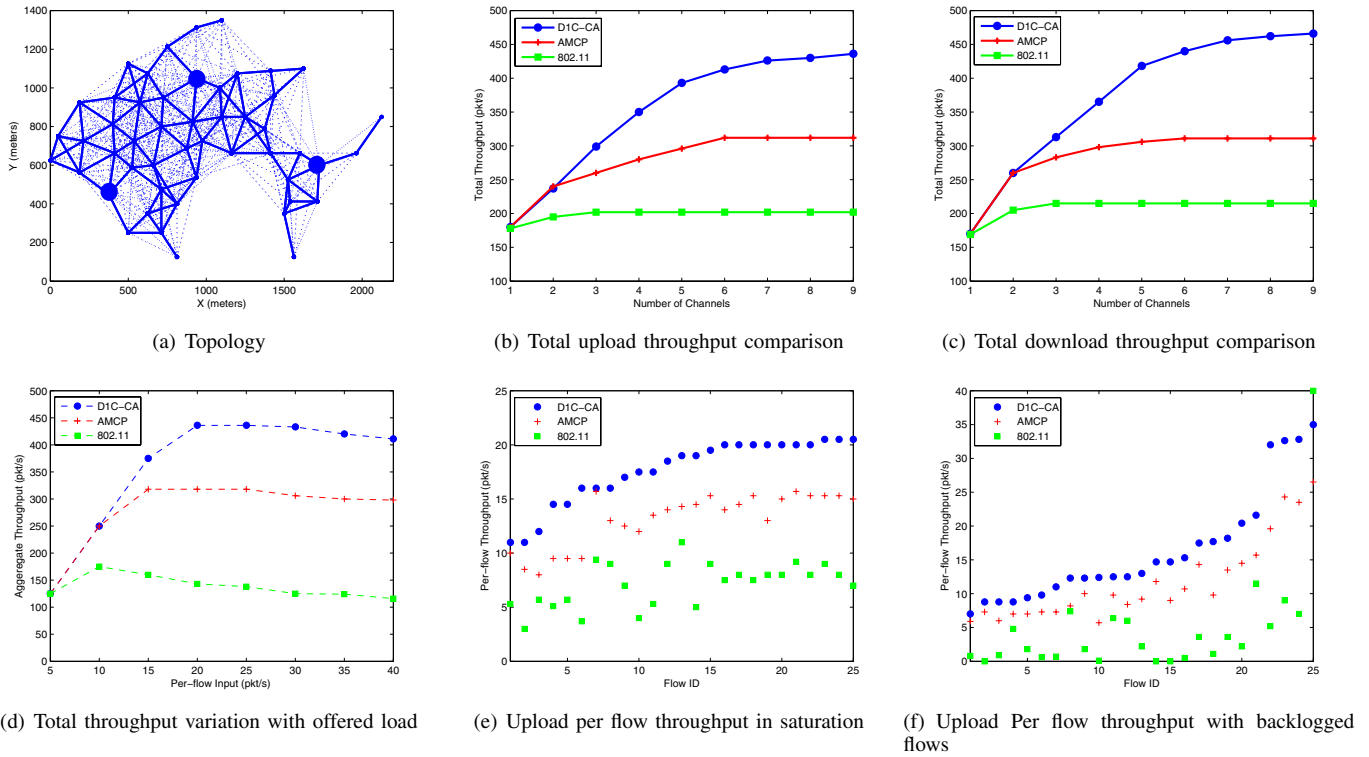 1400
1200
1000
800
600
400
200
0
Y (meters)
0 500 1000 1500 2000
X (meters)
(a) Topology
500
450
400
350
300
250
200
150
100
Total Throughput (pkt/s)
D1C−CA
AMCP
802.11
1 2 3 4 5 6 7 8 9
Number of Channels
(b) Total upload throughput comparison
500
450
400
350
300
250
200
150
100
Total Throughput (pkt/s)
D1C−CA
AMCP
802.11
1 2 3 4 5 6 7 8 9
Number of Channels
(c) Total download throughput comparison
500
450
400
350
300
250
200
150
100
50
0
Aggeregate Throughput (pkt/s)
D1C−CA
AMCP
802.11
5 10 15 20 25 30 35 40
Per−flow Input (pkt/s)
(d) Total throughput variation with offered load
25
20
15
10
5
0
Per−flow Throughput (pkt/s)
D1C−CA
AMCP
802.11
5 10 15 20 25
Flow ID
(e) Upload per flow throughput in saturation
40
35
30
25
20
15
10
5
0
Per−flow Throughput (pkt/s)
D1C−CA
AMCP
802.11
5 10 15 20 25
Flow ID
(f) Upload Per flow throughput with backlogged
flows